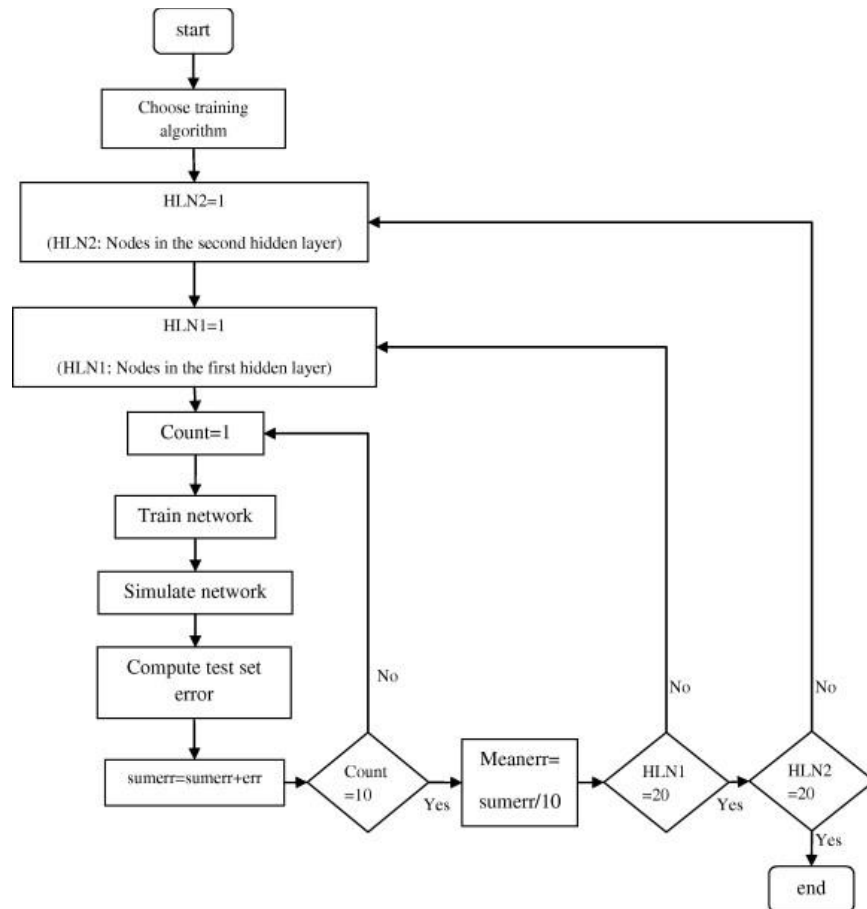 start
Choose training
algorithm
HLN2=1
(HLN2: Nodes in the second hidden layer)
HLN1=1
(HLN1: Nodes in the first hidden layer)
Count=1
Train network
Simulate network
Compute test set
error
sumerr=sumerr+err
Count
=10
No
Yes
Meanerr=
sumerr/10
HLN1
=20
No
Yes
HLN2
=20
No
Yes
end